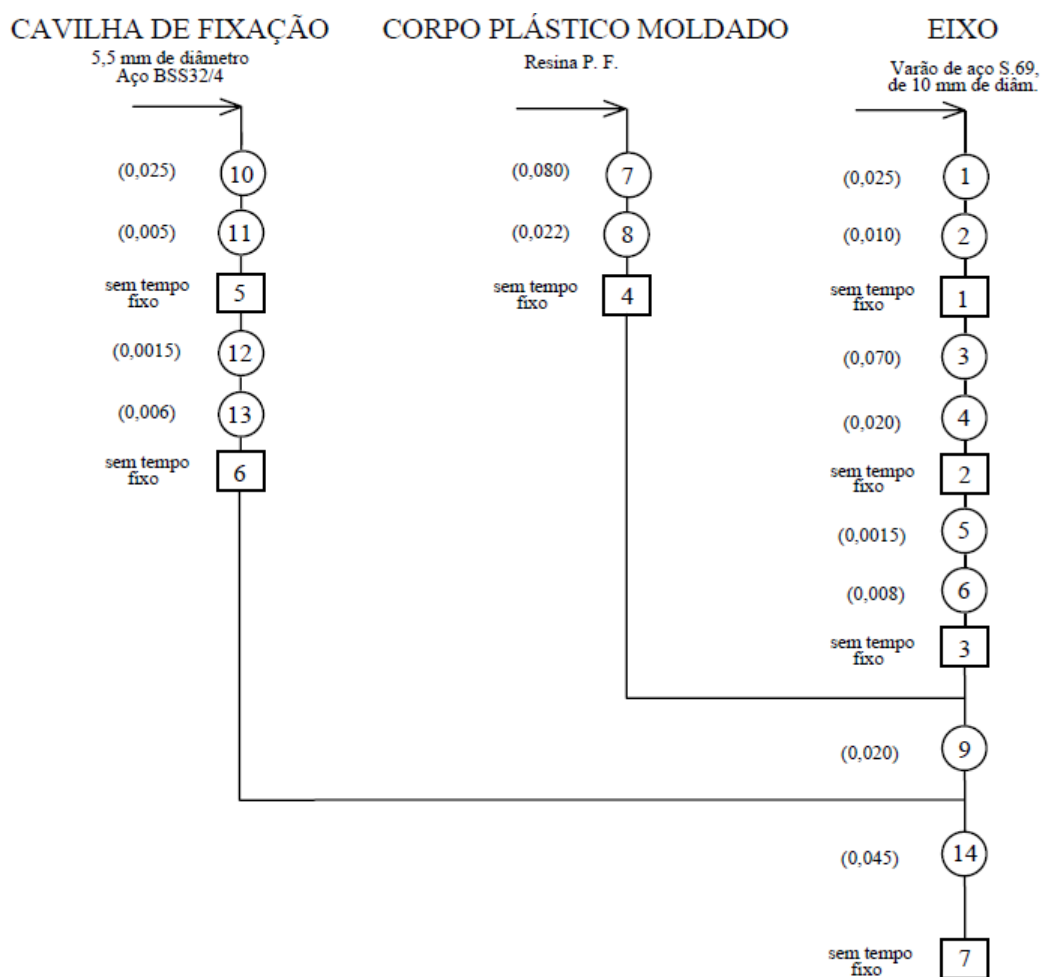 CAVILHA DE FIXAÇÃO
5,5 mm de diâmetro
Aço BSS32/4
CORPO PLÁSTICO MOLDADO
Resina P. F.
EIXO
Varão de aço S.69,
de 10 mm de diâm.
(0,025)
10
(0,005)
11
sem tempo
fixo
5
(0,0015)
12
(0,006)
13
sem tempo
fixo
6
(0,080)
7
(0,022)
8
sem tempo
fixo
4
(0,025)
1
(0,010)
2
sem tempo
fixo
1
(0,070)
3
(0,020)
4
sem tempo
fixo
2
(0,0015)
5
(0,008)
6
sem tempo
fixo
3
(0,020)
9
(0,045)
14
sem tempo
fixo
7